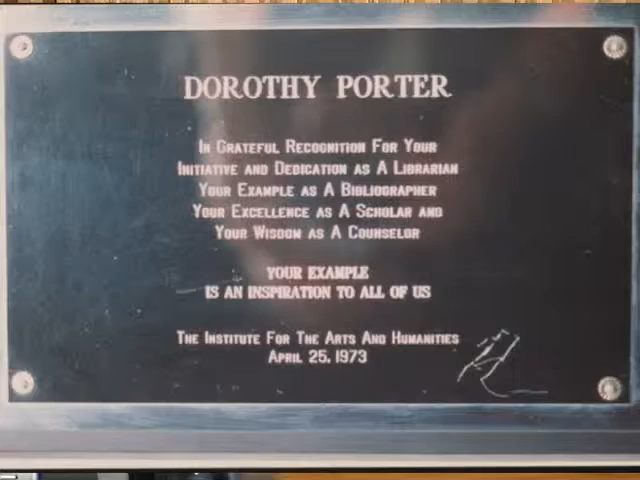 DOROTHY PORTER
IN GRATEFUL RECOGNITION FOR YOUR
INITIATIVE AND DEDICATION AS A LIBRARIAN
YOUR EXAMPLE AS A BIBLIOGRAPHER
YOUR EXCELLENCE AS A SCHOLAR AND
YOUR WISDOM AS A COUNSELOR
YOUR EXAMPLE
IS AN INSPIRATION TO ALL OF US
THE INSTITUTE FOR THE ARTS AND HUMANITIES
APRIL 25, 1973